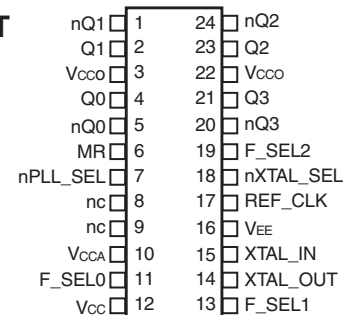 T
nQ1 1 24 nQ2
Q1 2 23 Q2
VCCO 3 22 VCCO
Q0 4 21 Q3
nQ0 5 20 nQ3
MR 6 19 F_SEL2
nPLL_SEL 7 18 nXTAL_SEL
nc 8 17 REF_CLK
nc 9 16 VEE
VCCA 10 15 XTAL_IN
F_SEL0 11 14 XTAL_OUT
VCC 12 13 F_SEL1